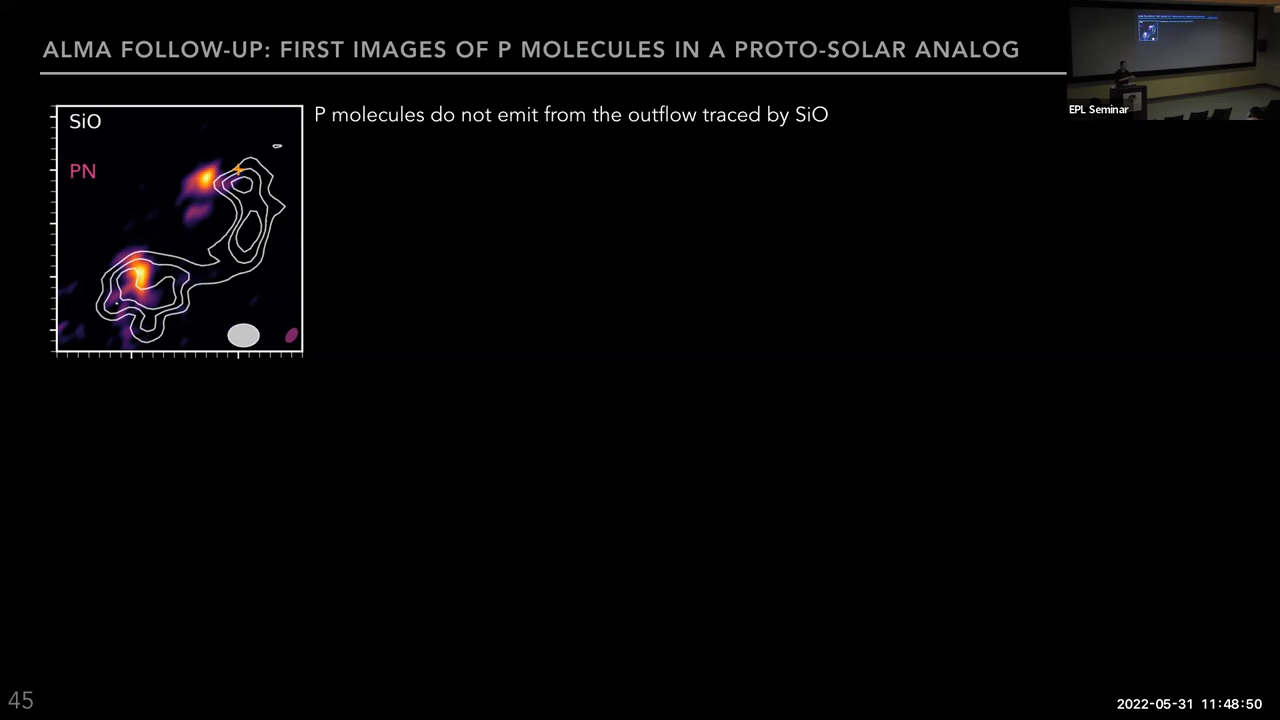 ALMA FOLLOW-UP: FIRST IMAGES OF P MOLECULES IN A PROTO-SOLAR ANALOG
EPL Seminar
SiO
PN
P molecules do not emit from the outflow traced by SiO
45
2022-05-31 11:48:50